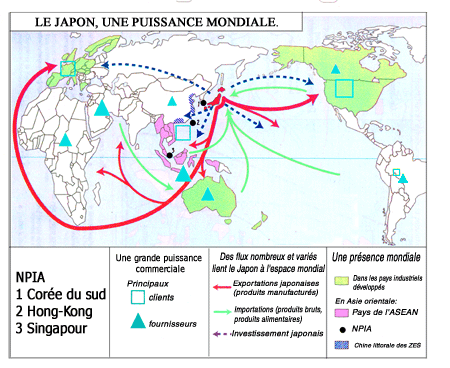 LE JAPON, UNE PUISSANCE MONDIALE.
1
2
3
NPIA
1 Corée du sud
2 Hong-Kong
3 Singapour
Une grande puissance
commerciale
Principaux
clients
fournisseurs
Des flux nombreux et variés
lient le Japon à l'espace mondial
Exportations japonaises
(produits manufacturés)
Importations (produits bruts,
produits alimentaires)
Investissement japonais
Une présence mondiale
Dans les pays industriels
développés
En Asie orientale:
Pays de l'ASEAN
NPIA
Chine littorale des ZES